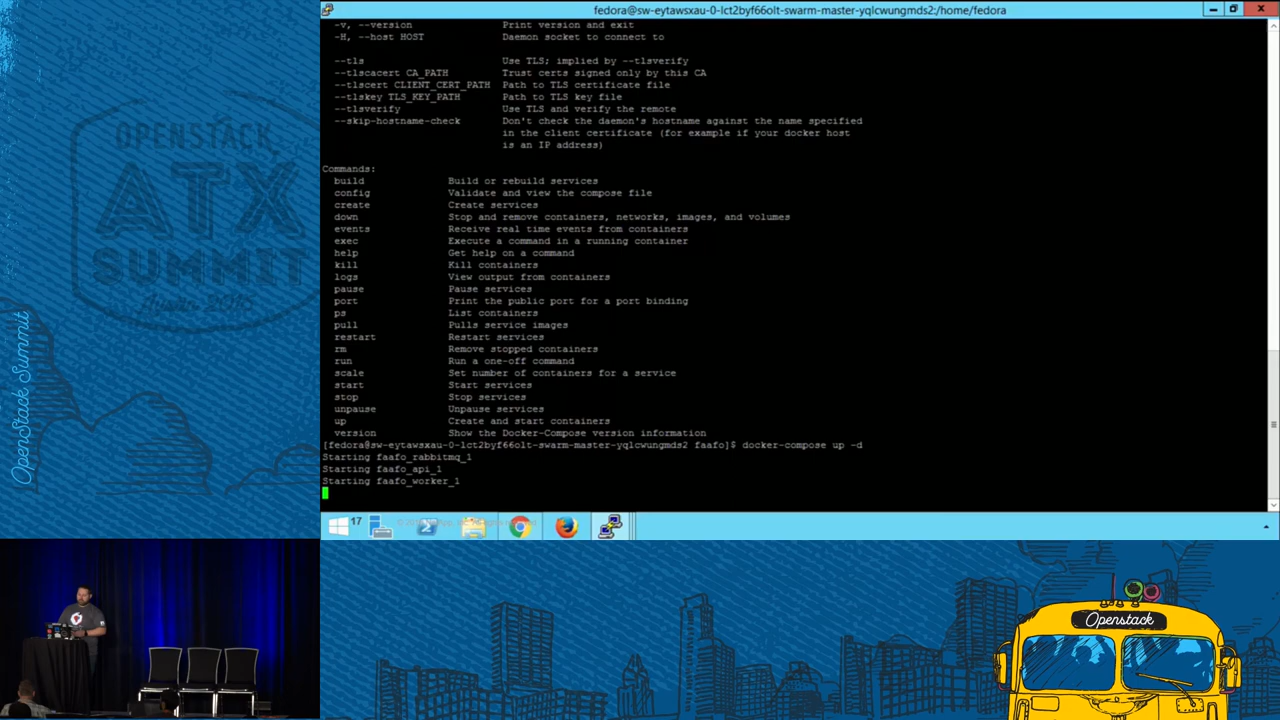 fedora@sw-eytawsxau-0-lct2byf66olt-swarm-master-yqlcwungmds2:/home/fedora
-v, --version Print version and exit
-H, --host HOST Daemon socket to connect to
--tls Use TLS; implied by --tlsverify
--tlscacert CA_PATH Trust certs signed only by this CA
--tlscert CLIENT_CERT_PATH Path to TLS certificate file
--tlskey TLS_KEY_PATH Path to TLS key file
--tlsverify Use TLS and verify the remote
--skip-hostname-check Don't check the daemon's hostname against the name specified
in the client certificate (for example if your docker host
is an IP address)
Commands:
build Build or rebuild services
config Validate and view the compose file
create Create services
down Stop and remove containers, networks, images, and volumes
events Receive real time events from containers
exec Execute a command in a running container
help Get help on a command
kill Kill containers
logs View output from containers
pause Pause services
port Print the public port for a port binding
ps List containers
pull Pulls service images
restart Restart services
rm Remove stopped containers
run Run a one-off command
scale Set number of containers for a service
start Start services
stop Stop services
unpause Unpause services
up Create and start containers
version Show the Docker-Compose version information
[fedora@sw-eytawsxau-0-lct2byf66olt-swarm-master-yqlcwungmds2 faafo]$ docker-compose up -d
Starting faafo_rabbitmq_1
Starting faafo_api_1
Starting faafo_worker_1
17
OPENSTACK
ATX
SUMMIT
OpenStack Summit
Openstack